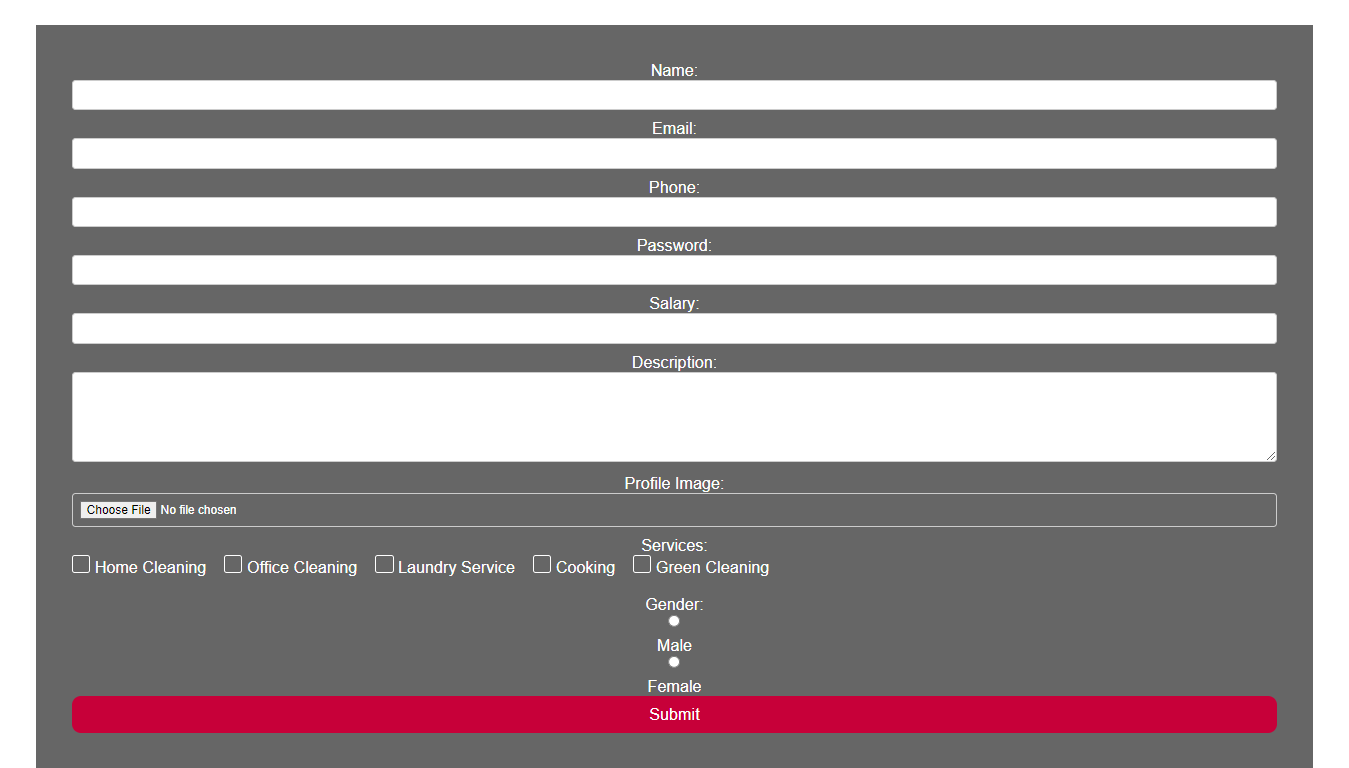 Name:
Email:
Phone:
Password:
Salary:
Description:
Profile Image:
Choose File No file chosen
Services:
Home Cleaning Office Cleaning Laundry Service Cooking Green Cleaning
Gender:
Male
Female
Submit